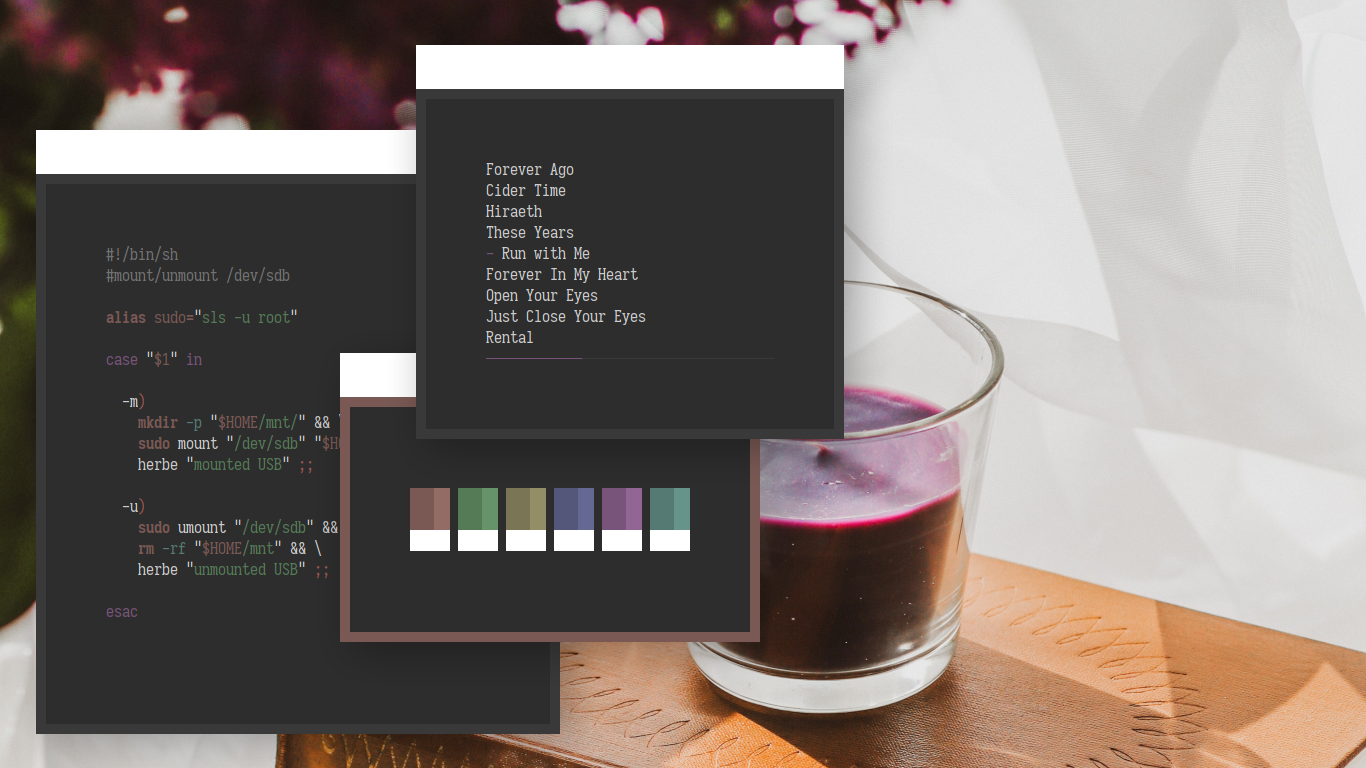 Forever Ago
Cider Time
Hiraeth
These Years
– Run with Me
Forever In My Heart
Open Your Eyes
Just Close Your Eyes
Rental
#!/bin/sh
#mount/unmount /dev/sdb
alias sudo="sls -u root"
case "$1" in
-m)
mkdir -p "$HOME/mnt/" && \
sudo mount "/dev/sdb" "$H
herbe "mounted USB" ;;
-u)
sudo umount "/dev/sdb" &&
rm -rf "$HOME/mnt" && \
herbe "unmounted USB" ;;
esac